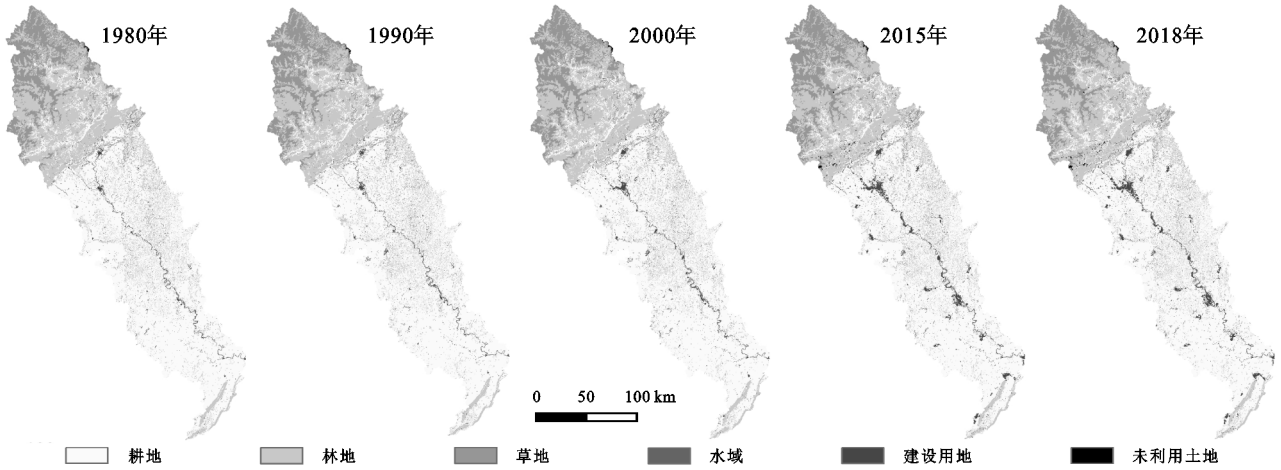 1980年
1990年
2000年
2015年
2018年
0 50 100 km
耕地 林地 草地 水域 建设用地 未利用土地